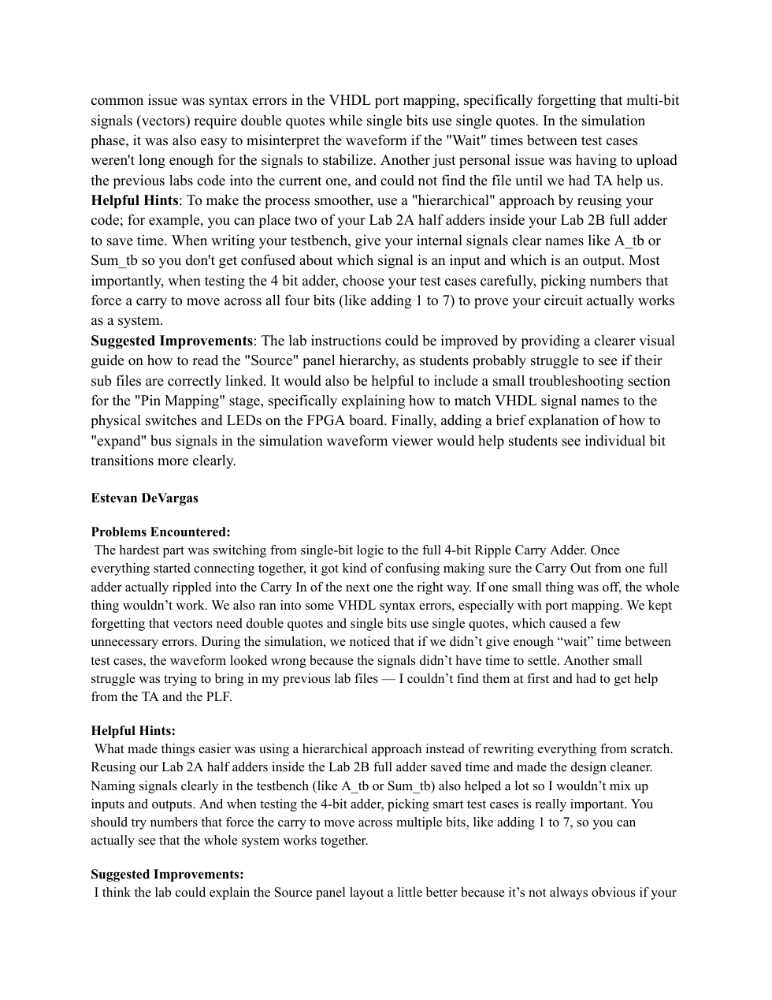 common issue was syntax errors in the VHDL port mapping, specifically forgetting that multi-bit
signals (vectors) require double quotes while single bits use single quotes. In the simulation
phase, it was also easy to misinterpret the waveform if the "Wait" times between test cases
weren't long enough for the signals to stabilize. Another just personal issue was having to upload
the previous labs code into the current one, and could not find the file until we had TA help us.
Helpful Hints: To make the process smoother, use a "hierarchical" approach by reusing your
code; for example, you can place two of your Lab 2A half adders inside your Lab 2B full adder
to save time. When writing your testbench, give your internal signals clear names like A_tb or
Sum_tb so you don't get confused about which signal is an input and which is an output. Most
importantly, when testing the 4 bit adder, choose your test cases carefully, picking numbers that
force a carry to move across all four bits (like adding 1 to 7) to prove your circuit actually works
as a system.
Suggested Improvements: The lab instructions could be improved by providing a clearer visual
guide on how to read the "Source" panel hierarchy, as students probably struggle to see if their
sub files are correctly linked. It would also be helpful to include a small troubleshooting section
for the "Pin Mapping" stage, specifically explaining how to match VHDL signal names to the
physical switches and LEDs on the FPGA board. Finally, adding a brief explanation of how to
"expand" bus signals in the simulation waveform viewer would help students see individual bit
transitions more clearly.
Estevan DeVargas
Problems Encountered:
The hardest part was switching from single-bit logic to the full 4-bit Ripple Carry Adder. Once
everything started connecting together, it got kind of confusing making sure the Carry Out from one full
adder actually rippled into the Carry In of the next one the right way. If one small thing was off, the whole
thing wouldn’t work. We also ran into some VHDL syntax errors, especially with port mapping. We kept
forgetting that vectors need double quotes and single bits use single quotes, which caused a few
unnecessary errors. During the simulation, we noticed that if we didn’t give enough “wait” time between
test cases, the waveform looked wrong because the signals didn’t have time to settle. Another small
struggle was trying to bring in my previous lab files — I couldn’t find them at first and had to get help
from the TA and the PLF.
Helpful Hints:
What made things easier was using a hierarchical approach instead of rewriting everything from scratch.
Reusing our Lab 2A half adders inside the Lab 2B full adder saved time and made the design cleaner.
Naming signals clearly in the testbench (like A_tb or Sum_tb) also helped a lot so I wouldn’t mix up
inputs and outputs. And when testing the 4-bit adder, picking smart test cases is really important. You
should try numbers that force the carry to move across multiple bits, like adding 1 to 7, so you can
actually see that the whole system works together.
Suggested Improvements:
I think the lab could explain the Source panel layout a little better because it’s not always obvious if your